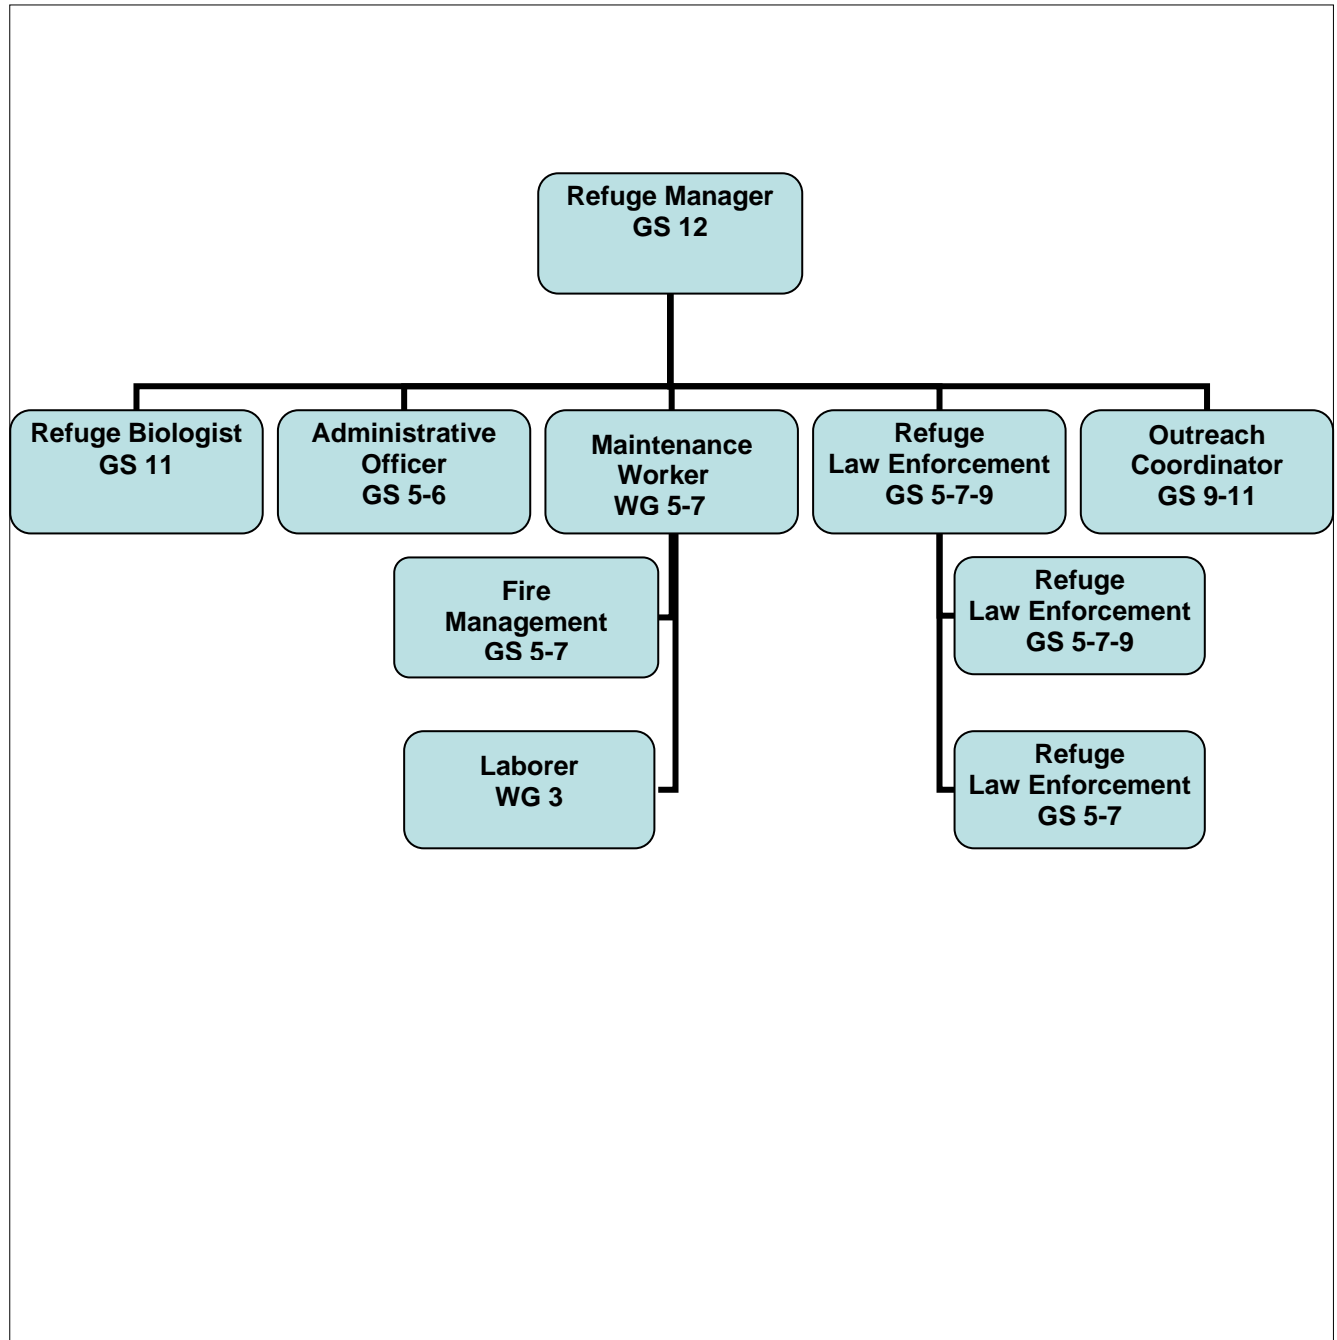 Refuge Manager
GS 12
Refuge Biologist
GS 11
Administrative
Officer
GS 5-6
Maintenance
Worker
WG 5-7
Refuge
Law Enforcement
GS 5-7-9
Outreach
Coordinator
GS 9-11
Fire
Management
GS 5-7
Refuge
Law Enforcement
GS 5-7-9
Laborer
WG 3
Refuge
Law Enforcement
GS 5-7